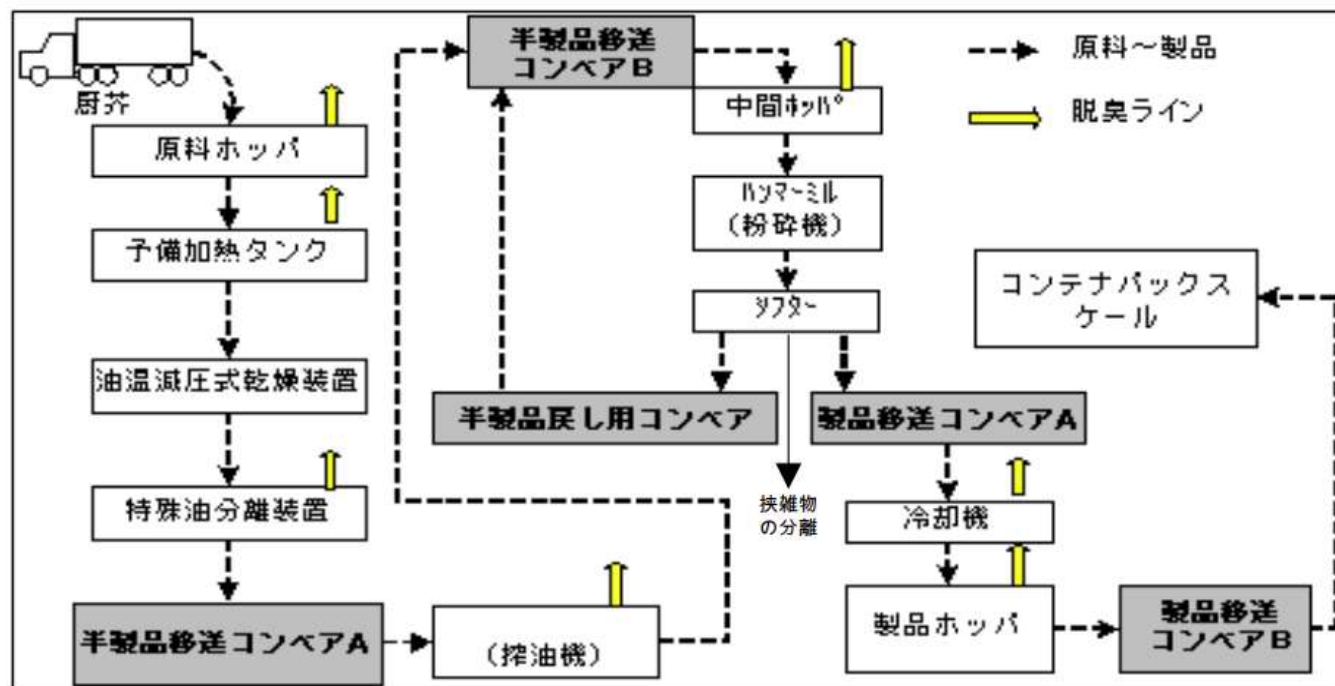 厨芥
原料ホッパ
予備加熱タンク
油温減圧式乾燥装置
特殊油分離装置
半製品移送コンベアA
(搾油機)
半製品移送
コンベアB
中間ホッパ
ハンマーミル
(粉砕機)
シフター
半製品戻し用コンベア
製品移送コンベアA
挟雑物
の分離
冷却機
製品ホッパ
製品移送
コンベアB
コンテナバックス
ケール
原料~製品
脱臭ライン